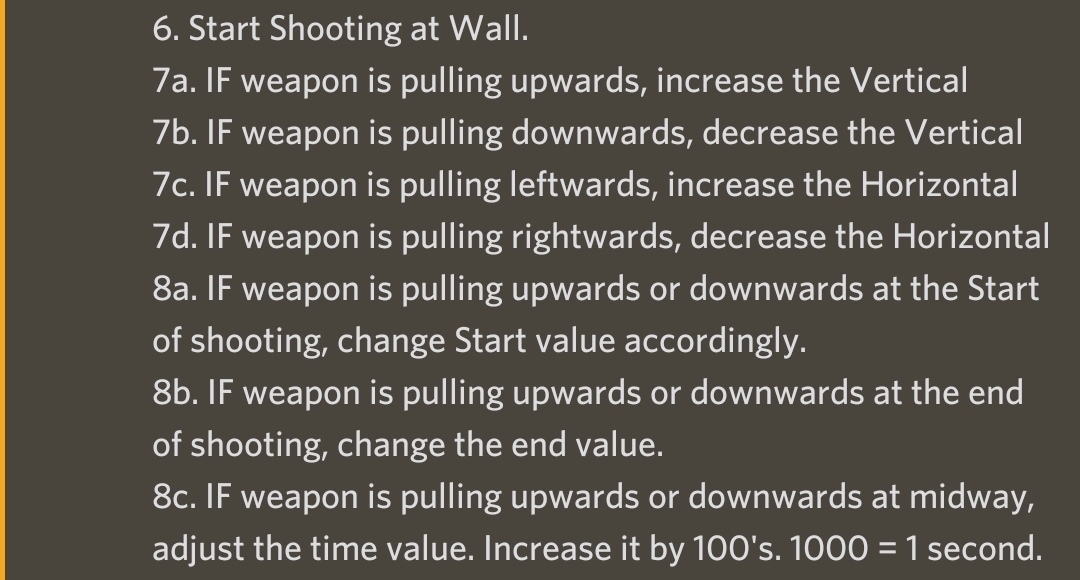 6. Start Shooting at Wall.
7a. IF weapon is pulling upwards, increase the Vertical
7b. IF weapon is pulling downwards, decrease the Vertical
7c. IF weapon is pulling leftwards, increase the Horizontal
7d. IF weapon is pulling rightwards, decrease the Horizontal
8a. IF weapon is pulling upwards or downwards at the Start
of shooting, change Start value accordingly.
8b. IF weapon is pulling upwards or downwards at the end
of shooting, change the end value.
8c. IF weapon is pulling upwards or downwards at midway,
adjust the time value. Increase it by 100's. 1000 = 1 second.